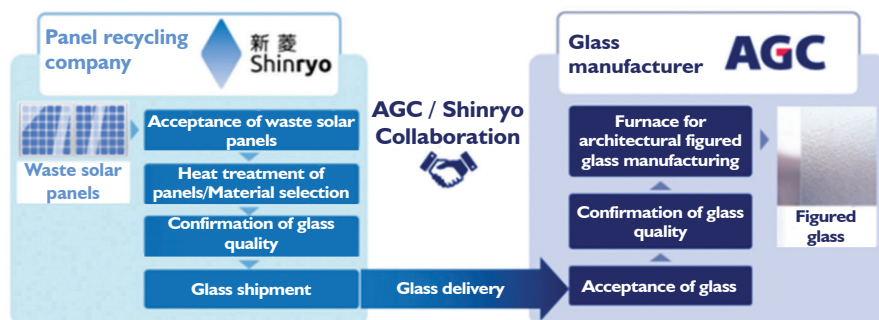 Panel recycling
company
新菱
Shinryo
Waste solar
panels
Acceptance of waste solar
panels
Heat treatment of
panels/Material selection
Confirmation of glass
quality
Glass shipment
AGC / Shinryo
Collaboration
Glass delivery
Glass
manufacturer
AGC
Furnace for
architectural figured
glass manufacturing
Confirmation of glass
quality
Acceptance of glass
Figured
glass